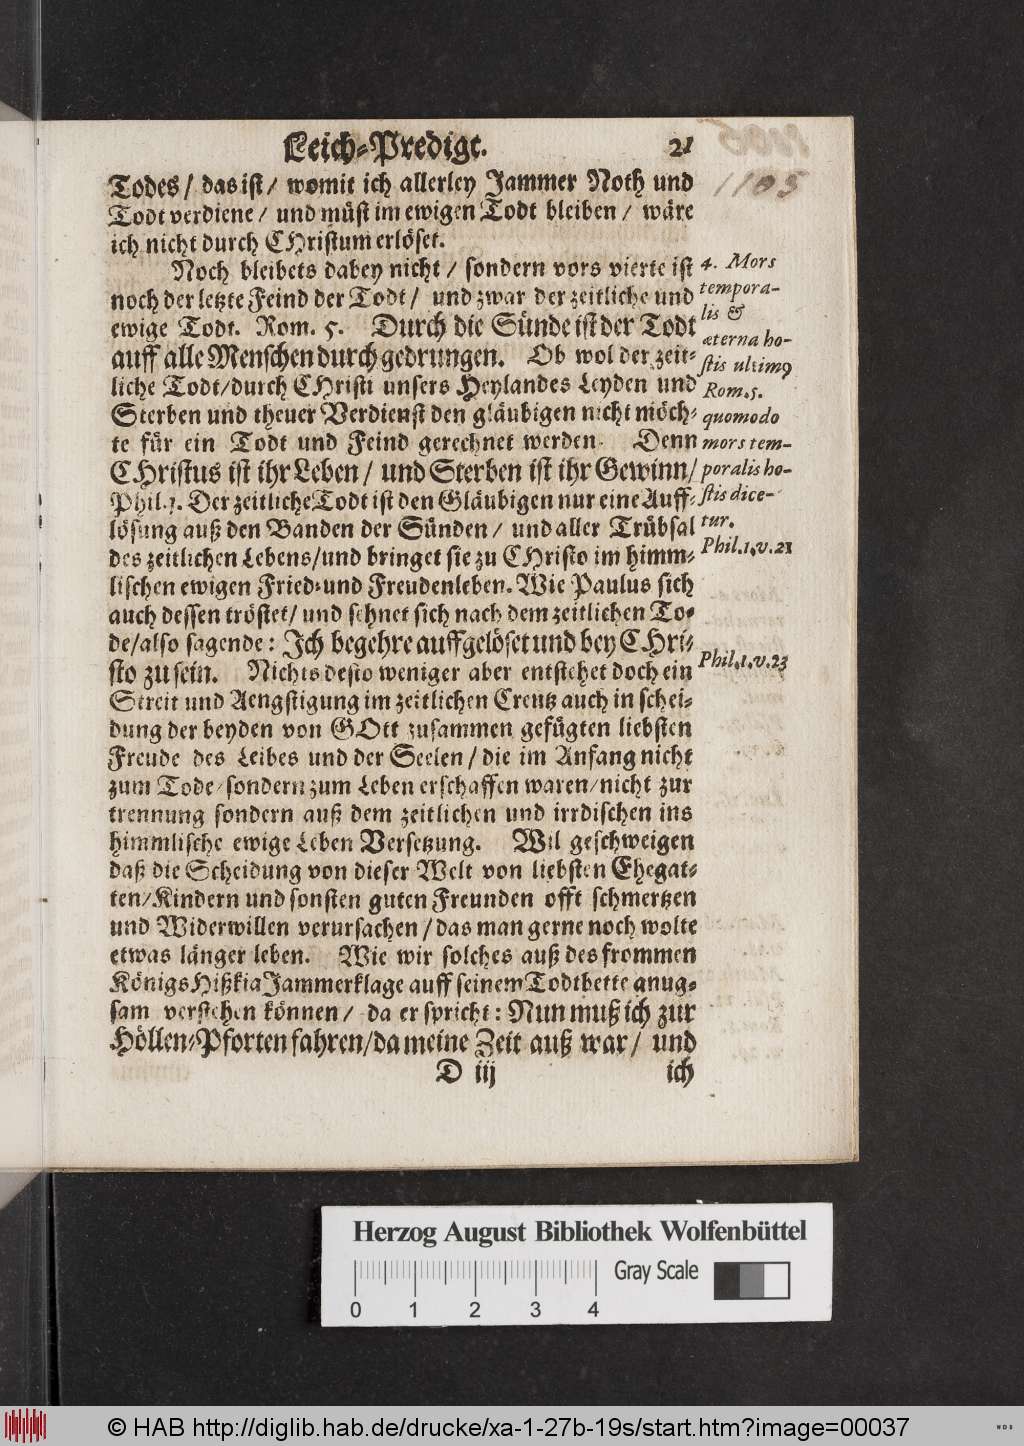 Leich-Predigt. 21
1105
Todes / das ist / womit ich allerley Jammer Noth und
Todt verdiene / und müst im ewigen Todt bleiben / wäre
ich nicht durch CHristum erlöset.
Noch bleibets dabey nicht / sondern vors vierte ist
noch der letzte Feind der Todt / und zwar der zeitliche und
ewige Todt. Rom. 5. Durch die Sünde ist der Todt
auff alle Menschen durch gedrungen. Ob wol der zeit-
liche Todt/durch CHristi unsers Heylandes Leyden und
Sterben und theuer Verdienst den gläubigen nicht möch-
te für ein Todt und Feind gerechnet werden. Denn
CHristus ist ihr Leben / und Sterben ist ihr Gewinn/
Phil. 1. Der zeitliche Todt ist den Gläubigen nur eine Auff-
lösung auß den Banden der Sünden / und aller Trübsal
des zeitlichen Lebens/und bringet sie zu CHristo im himm-
lischen ewigen Fried-und Freudenleben. Wie Paulus sich
auch dessen tröstet/ und sehnet sich nach dem zeitlichen To-
de/also sagende: Ich begehre auffgelöset und bey CHri-
sto zu sein. Nichts desto weniger aber entstehet doch ein
Streit und Aengstigung im zeitlichen Creutz auch in schei-
dung der beyden von GOtt zusammen gefügten liebsten
Freude des Leibes und der Seelen / die im Anfang nicht
zum Tode/sondern zum Leben erschaffen waren/nicht zur
trennung sondern auß dem zeitlichen und irrdischen ins
himmlische ewige Leben Versetzung. Wil geschweigen
daß die Scheidung von dieser Welt von liebsten Ehegat-
ten/Kindern und sonsten guten Freunden offt schmertzen
und Widerwillen verursachen / das man gerne noch wolte
etwas länger leben. Wie wir solches auß des frommen
Königs Hißkia Jammerklage auff seinem Todtbette gnug-
sam verstehen können / da er spricht: Nun muß ich zur
Höllen-Pforten fahren/da meine Zeit auß war / und
D iij ich
4. Mors
tempora-
lis &
æterna ho-
stis ultimꝰ
Rom. 5.
quomodo
mors tem-
poralis ho-
stis dice-
tur.
Phil. 1. v. 21
Phil. 1. v. 23
Herzog August Bibliothek Wolfenbüttel
Gray Scale
0 1 2 3 4
© HAB http://diglib.hab.de/drucke/xa-1-27b-19s/start.htm?image=00037